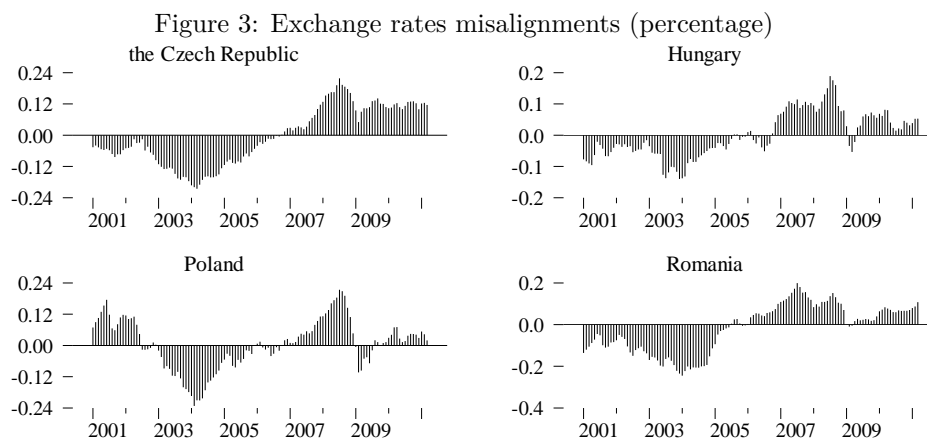 Figure 3: Exchange rates misalignments (percentage)
the Czech Republic
0.24
0.12
0.00
-0.12
-0.24
2001 2003 2005 2007 2009
Hungary
0.2
0.1
0.0
-0.1
-0.2
2001 2003 2005 2007 2009
Poland
0.24
0.12
0.00
-0.12
-0.24
2001 2003 2005 2007 2009
Romania
0.2
0.0
-0.2
-0.4
2001 2003 2005 2007 2009